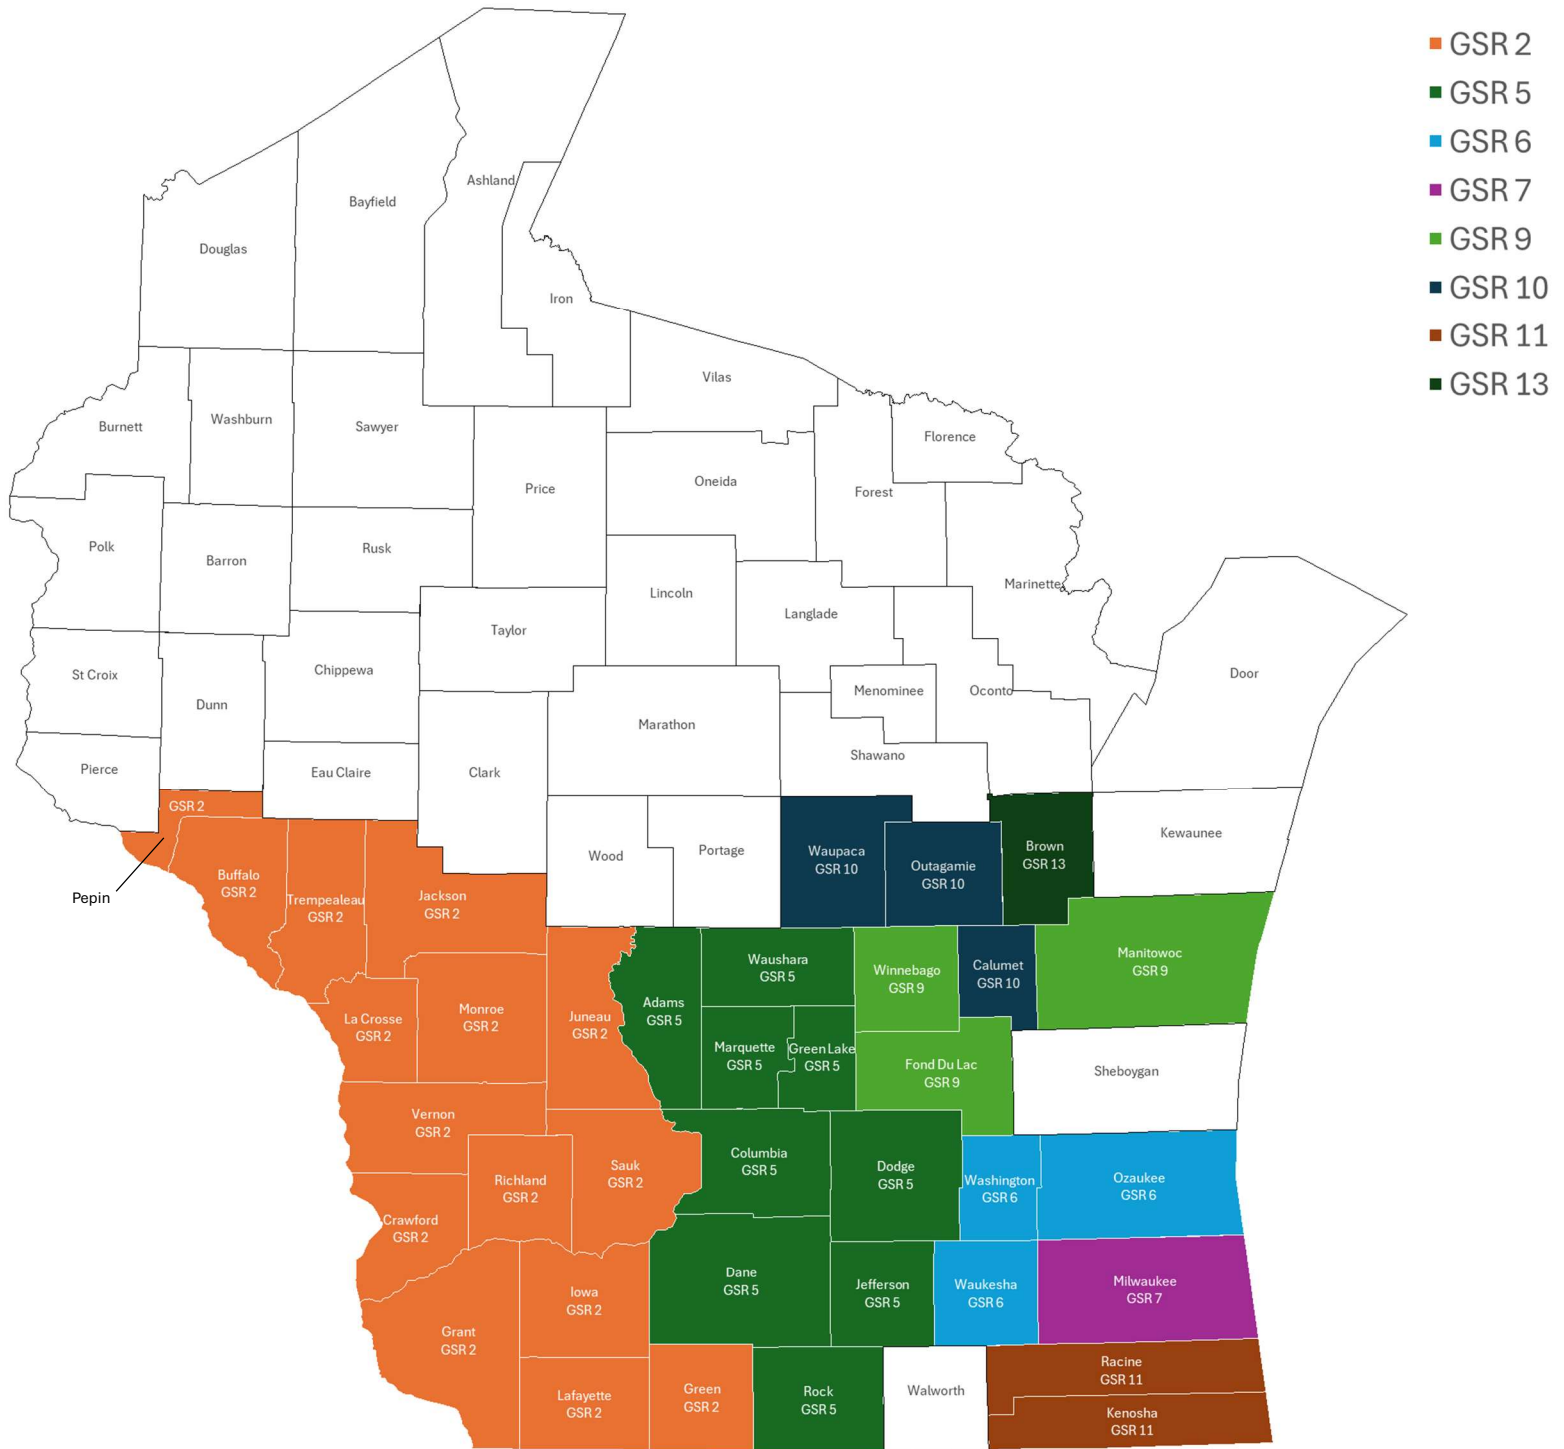 GSR 2
GSR 5
GSR 6
GSR 7
GSR 9
GSR 10
GSR 11
GSR 13
Ashland
Bayfield
Douglas
Iron
Vilas
Washburn
Burnett
Sawyer
Florence
Oneida
Price
Forest
Polk
Rusk
Barron
Marinette
Lincoln
Langlade
Taylor
Chippewa
St Croix
Door
Menominee
Oconto
Dunn
Marathon
Shawano
Pierce
Eau Claire
Clark
GSR 2
Pepin
Kewaunee
Wood
Portage
Waupaca
GSR 10
Outagamie
GSR 10
Brown
GSR 13
Buffalo
GSR 2
Trempealeau
GSR 2
Jackson
GSR 2
Manitowoc
GSR 9
Waushara
GSR 5
Winnebago
GSR 9
Calumet
GSR 10
Adams
GSR 5
Monroe
GSR 2
Juneau
GSR 2
La Crosse
GSR 2
Marquette
GSR 5
Green Lake
GSR 5
Fond Du Lac
GSR 9
Sheboygan
Vernon
GSR 2
Columbia
GSR 5
Dodge
GSR 5
Sauk
GSR 2
Richland
GSR 2
Washington
GSR 6
Ozaukee
GSR 6
Crawford
GSR 2
Dane
GSR 5
Jefferson
GSR 5
Waukesha
GSR 6
Milwaukee
GSR 7
Iowa
GSR 2
Grant
GSR 2
Lafayette
GSR 2
Green
GSR 2
Rock
GSR 5
Walworth
Racine
GSR 11
Kenosha
GSR 11